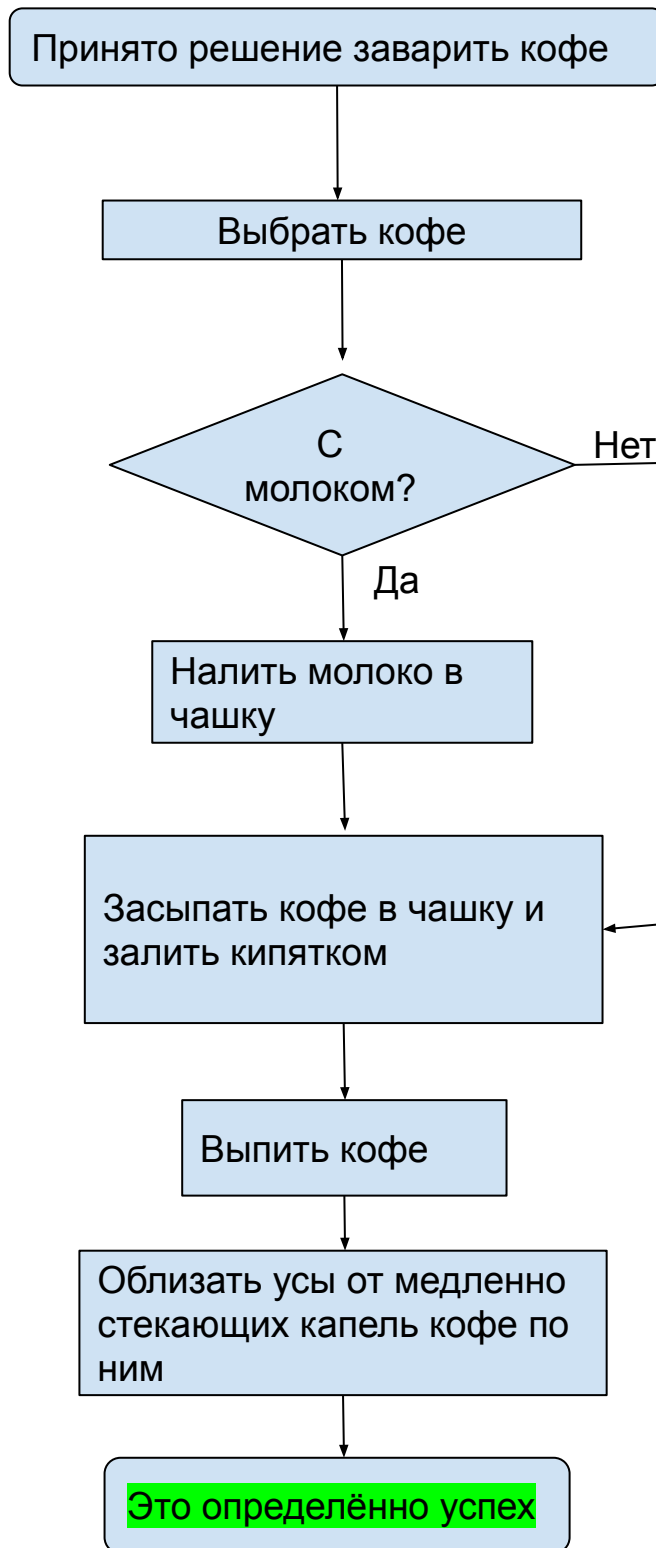 Принято решение заварить кофе
Выбрать кофе
С
молоком?
Нет
Да
Налить молоко в
чашку
Засыпать кофе в чашку и
залить кипятком
Выпить кофе
Облизать усы от медленно
стекающих капель кофе по
ним
Это определённо успех